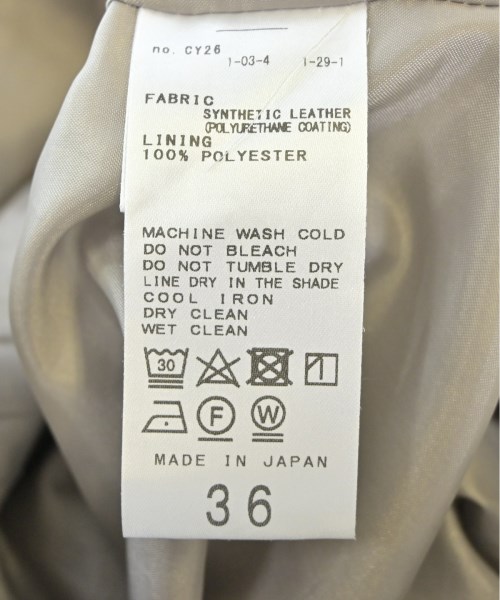 no. CY26
1-03-4 1-29-1
FABRIC
SYNTHETIC LEATHER
(POLYURETHANE COATING)
LINING
100% POLYESTER
MACHINE WASH COLD
DO NOT BLEACH
DO NOT TUMBLE DRY
LINE DRY IN THE SHADE
COOL IRON
DRY CLEAN
WET CLEAN
30
F W
MADE IN JAPAN
36